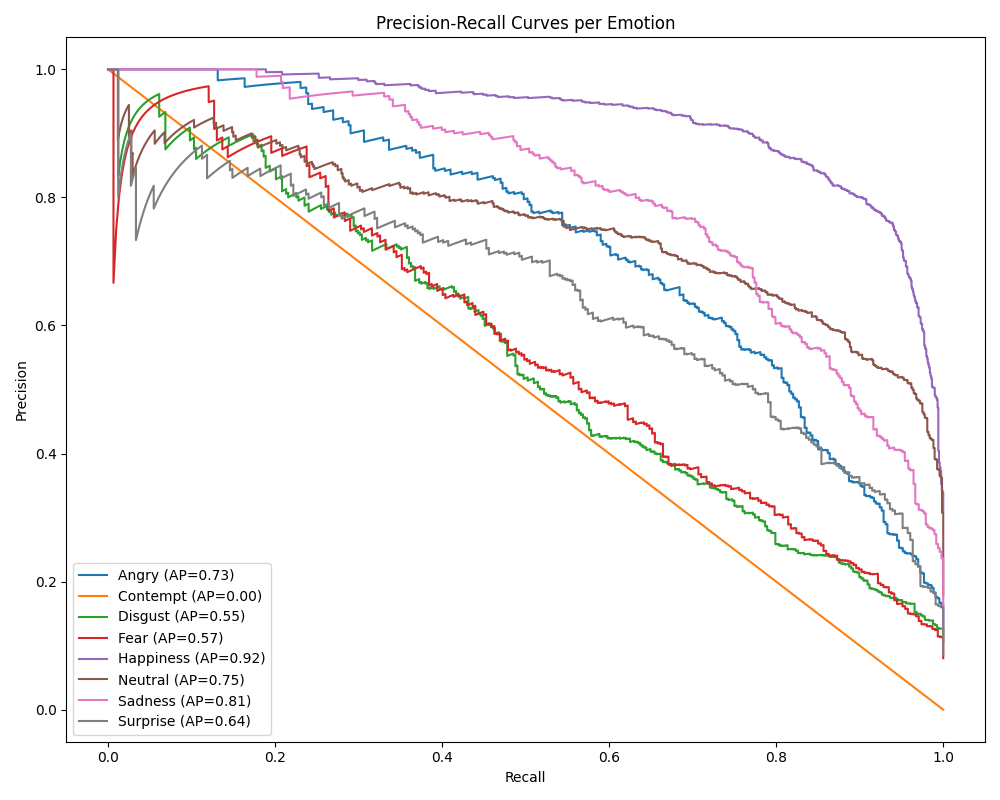 Precision-Recall Curves per Emotion
Precision
1.0
0.8
0.6
0.4
0.2
0.0
Angry (AP=0.73)
Contempt (AP=0.00)
Disgust (AP=0.55)
Fear (AP=0.57)
Happiness (AP=0.92)
Neutral (AP=0.75)
Sadness (AP=0.81)
Surprise (AP=0.64)
0.0 0.2 0.4 0.6 0.8 1.0
Recall